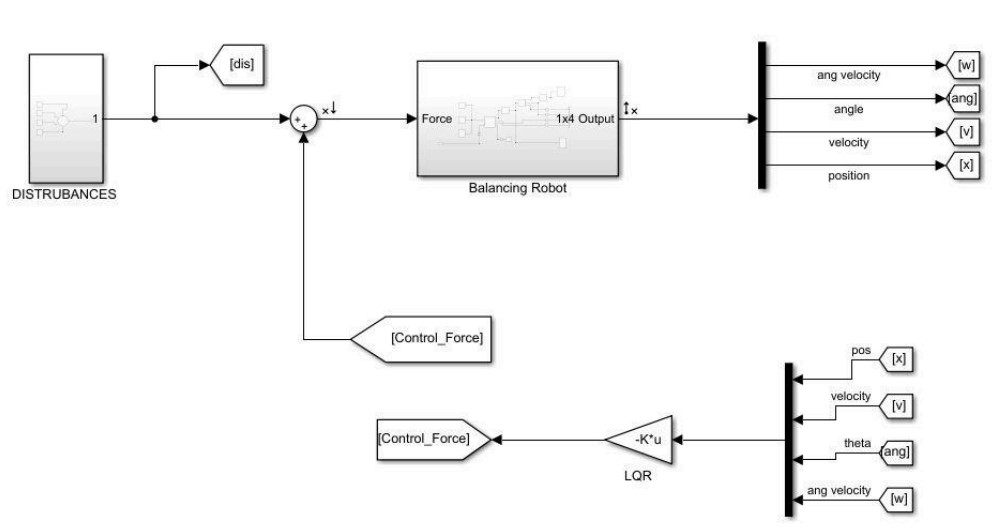 [dis]
1
DISTRUBANCES
Force
1x4 Output
Balancing Robot
ang velocity
[w]
angle
[ang]
velocity
[v]
position
[x]
[Control_Force]
[Control_Force]
-K*u
LQR
pos
[x]
velocity
[v]
theta
[ang]
ang velocity
[w]